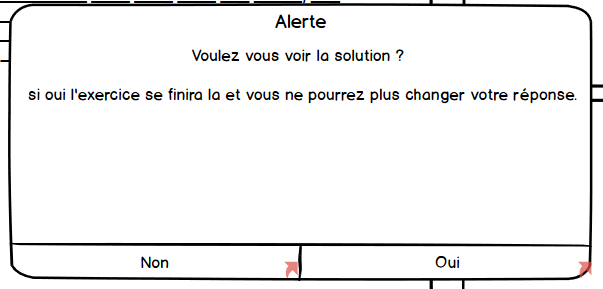 Alerte
Voulez vous voir la solution ?
si oui l'exercice se finira la et vous ne pourrez plus changer votre réponse.
Non
Oui